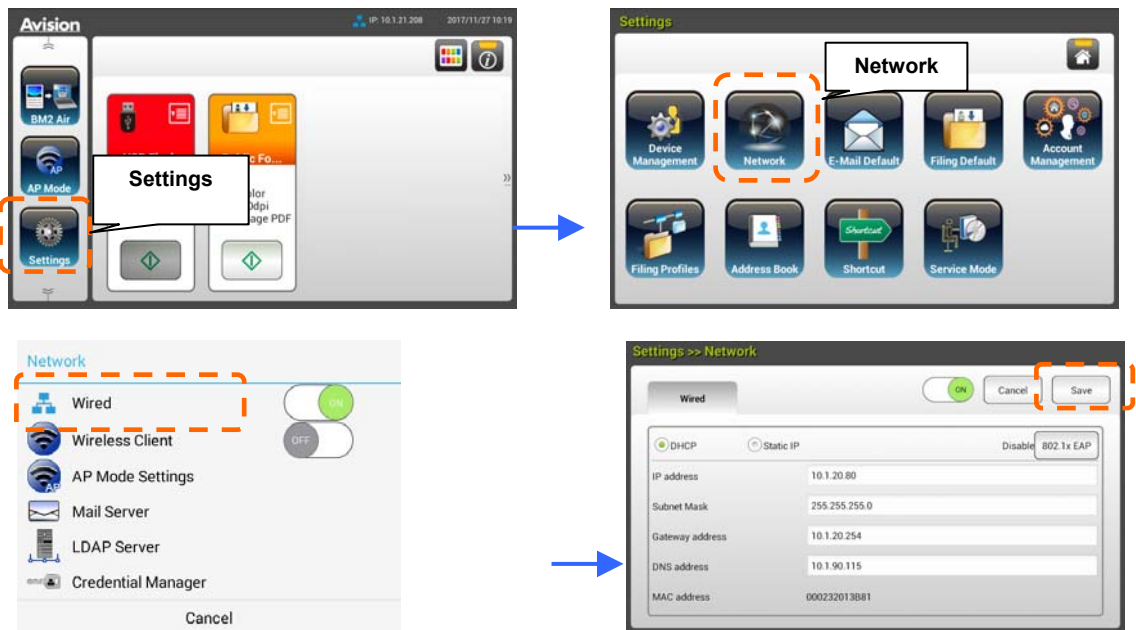 Avision
IP: 10.1.21.208 2017/11/27 10:19
BM2 Air
AP
AP Mode
Settings
Settings
Settings
Network
Device
Management
Network
E-Mail Default
Filing Default
Account
Management
Filing Profiles
Address Book
Shortcut
Shortcut
Service Mode
Network
Wired
ON
Wireless Client
OFF
AP Mode Settings
AP
Mail Server
LDAP Server
Credential Manager
Cancel
Settings >> Network
Wired
ON
Cancel
Save
DHCP
Static IP
Disable
802.1x EAP
IP address 10.1.20.80
Subnet Mask 255.255.255.0
Gateway address 10.1.20.254
DNS address 10.1.90.115
MAC address 000232013B81